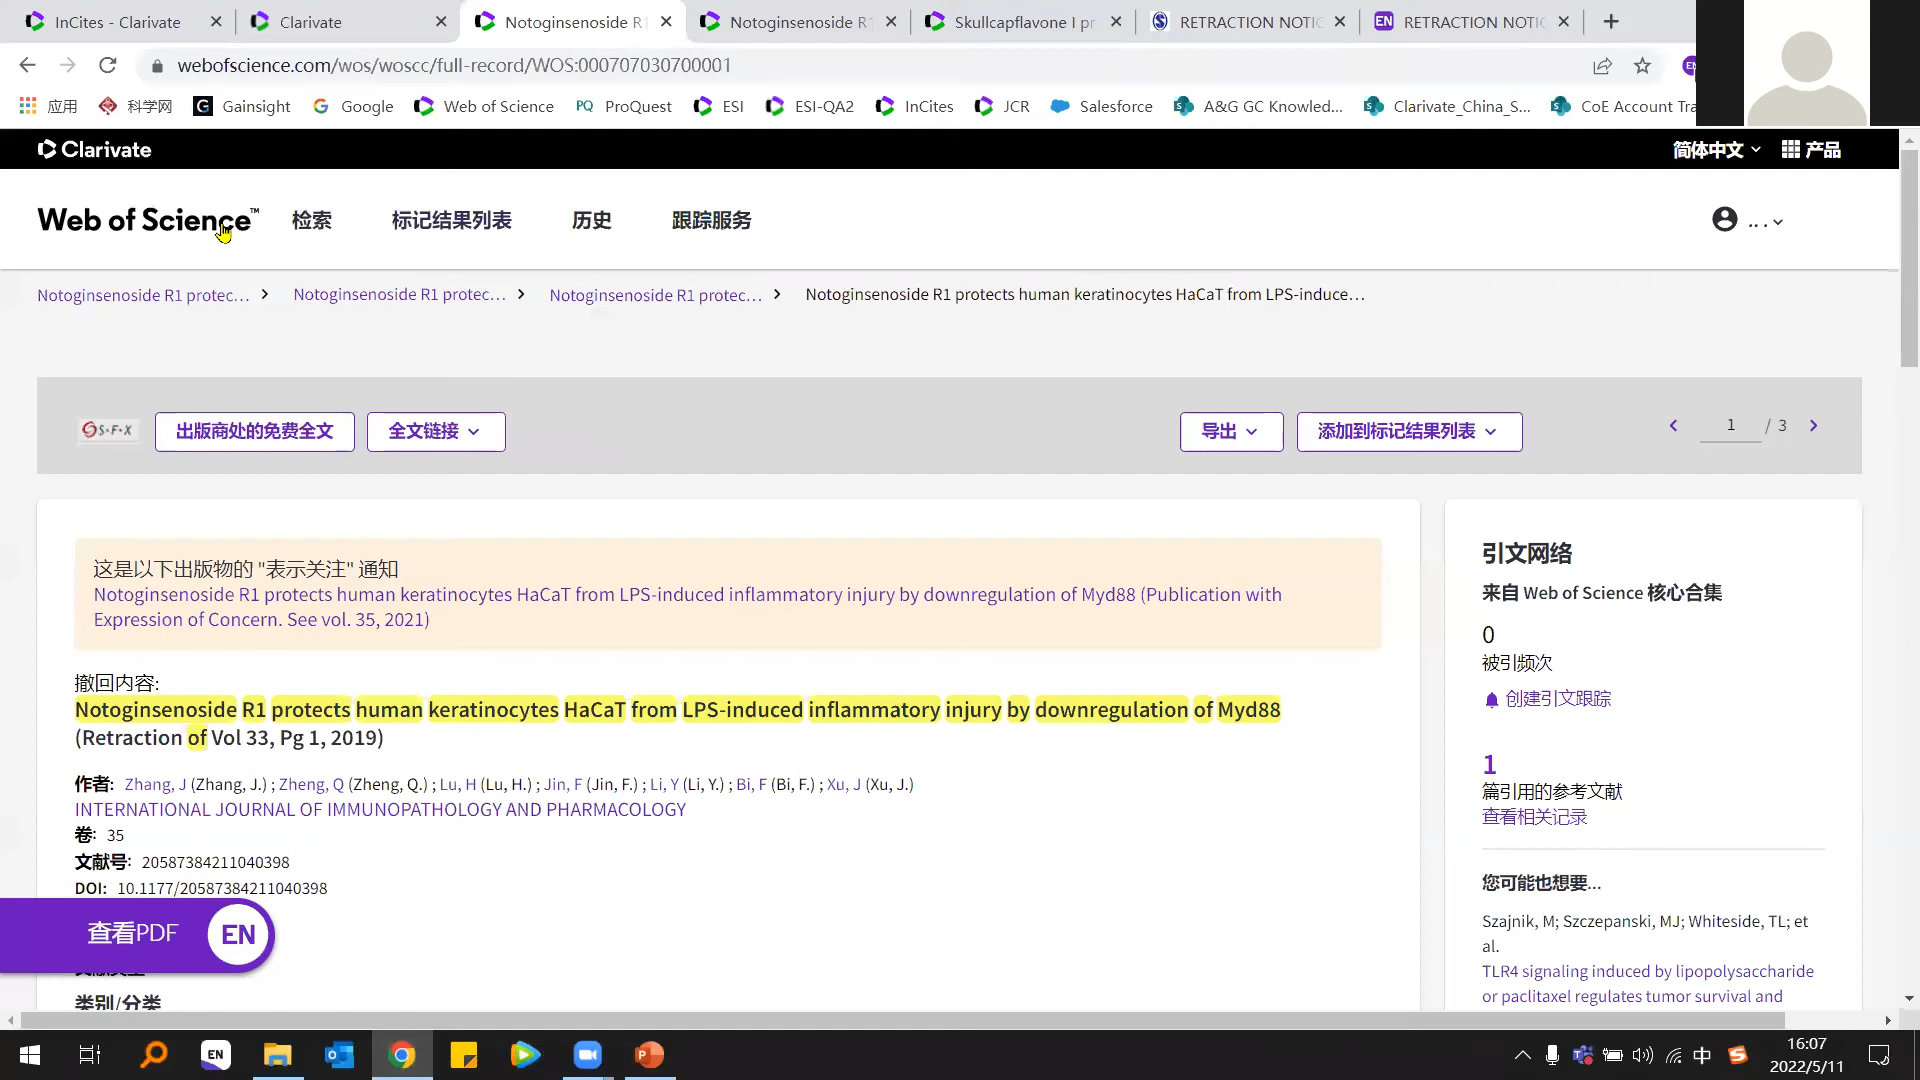 InCites - Clarivate
Clarivate
Notoginsenoside R1
Notoginsenoside R1
Skullcapflavone I pr
RETRACTION NOTIC
EN RETRACTION NOTIC
webofscience.com/wos/woscc/full-record/WOS:000707030700001
应用 科学网 G Gainsight Google Web of Science PQ ProQuest ESI ESI-QA2 InCites JCR Salesforce A&G GC Knowled... Clarivate_China_S... CoE Account Tra
Clarivate
简体中文 产品
Web of Science™ 检索 标记结果列表 历史 跟踪服务
Notoginsenoside R1 protec... > Notoginsenoside R1 protec... > Notoginsenoside R1 protec... > Notoginsenoside R1 protects human keratinocytes HaCaT from LPS-induce...
S·F·X 出版商处的免费全文 全文链接 导出 添加到标记结果列表 < 1 / 3 >
这是以下出版物的 "表示关注" 通知
Notoginsenoside R1 protects human keratinocytes HaCaT from LPS-induced inflammatory injury by downregulation of Myd88 (Publication with
Expression of Concern. See vol. 35, 2021)
撤回内容:
Notoginsenoside R1 protects human keratinocytes HaCaT from LPS-induced inflammatory injury by downregulation of Myd88
(Retraction of Vol 33, Pg 1, 2019)
作者: Zhang, J (Zhang, J.) ; Zheng, Q (Zheng, Q.) ; Lu, H (Lu, H.) ; Jin, F (Jin, F.) ; Li, Y (Li, Y.) ; Bi, F (Bi, F.) ; Xu, J (Xu, J.)
INTERNATIONAL JOURNAL OF IMMUNOPATHOLOGY AND PHARMACOLOGY
卷: 35
文献号: 20587384211040398
DOI: 10.1177/20587384211040398
查看PDF EN
类别/分类
引文网络
来自 Web of Science 核心合集
0
被引频次
创建引文跟踪
1
篇引用的参考文献
查看相关记录
您可能也想要...
Szajnik, M; Szczepanski, MJ; Whiteside, TL; et
al.
TLR4 signaling induced by lipopolysaccharide
or paclitaxel regulates tumor survival and
EN
中
16:07
2022/5/11